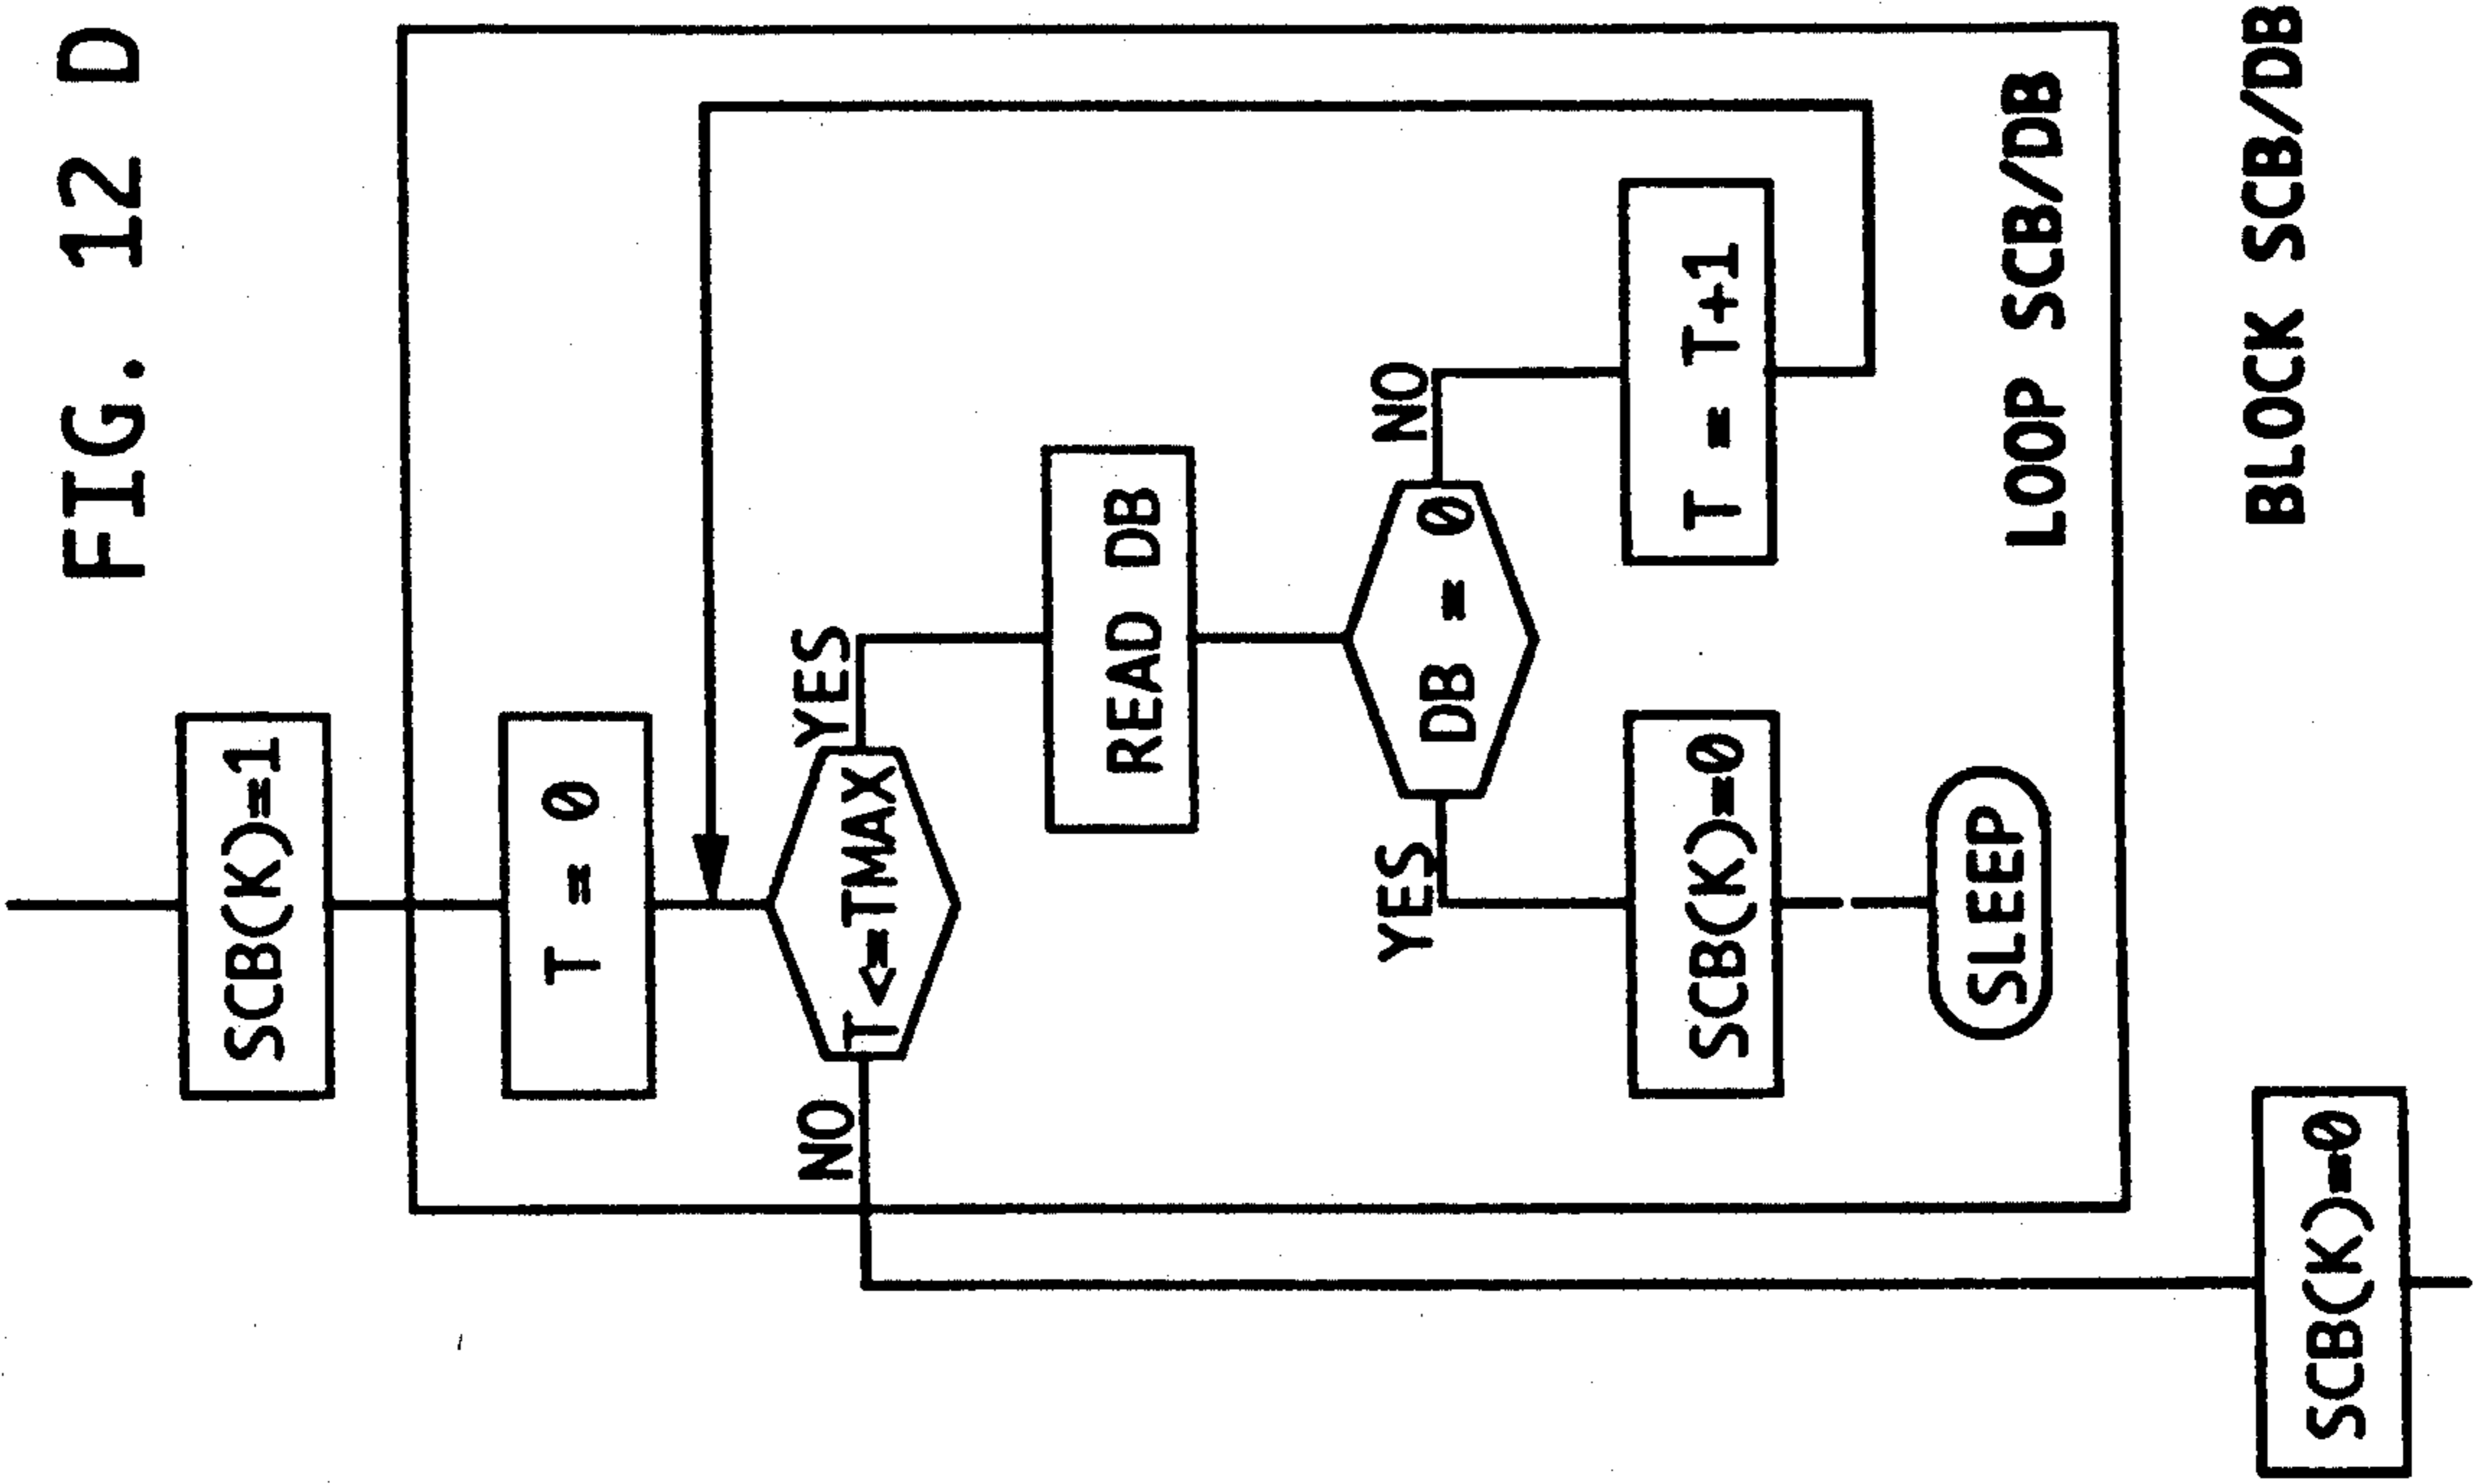 FIG. 12 D
SCB(K)=1
T = 0
T <=TMAX
NO
YES
READ DB
DB = 0
YES
NO
SCB(K)=0
T = T+1
SLEEP
LOOP SCB/DB
BLOCK SCB/DB
SCB(K)=0